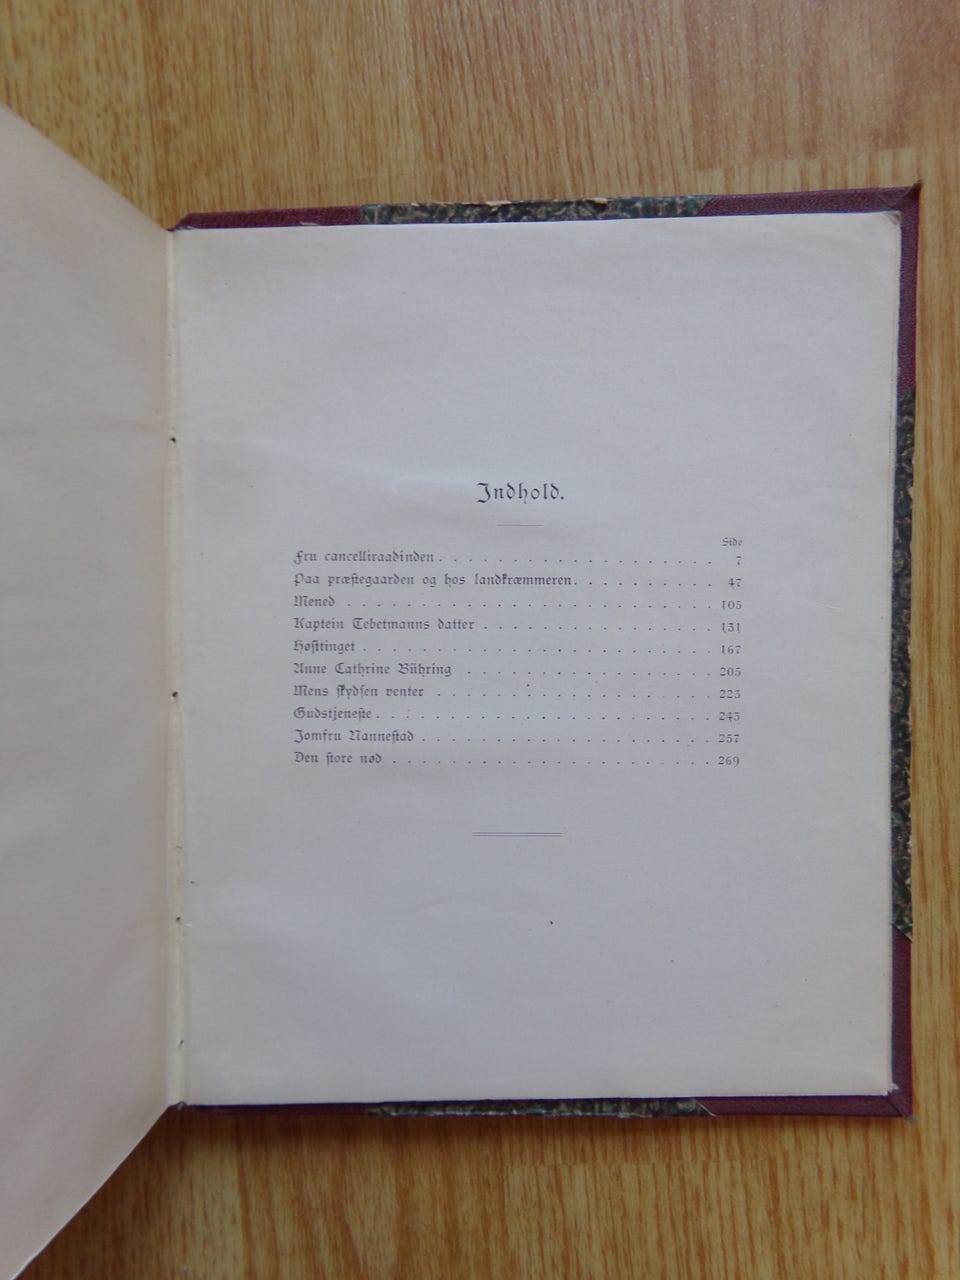 Indhold.
Side
Fru cancelliraadinden . . . . . . . . . . . . . . . . . . 7
Paa præstegaarden og hos landkræmmeren. . . . . . . . . . 47
Mened . . . . . . . . . . . . . . . . . . . . . . . . 105
Kaptein Tebetmanns datter . . . . . . . . . . . . . . . 131
Høsttinget . . . . . . . . . . . . . . . . . . . . . . 167
Anne Cathrine Bühring . . . . . . . . . . . . . . . . 205
Mens skydsen venter . . . . . . . . . . . . . . . . . 223
Gudstjeneste . . . . . . . . . . . . . . . . . . . . . 243
Jomfru Nannestad . . . . . . . . . . . . . . . . . . . 257
Den store nød . . . . . . . . . . . . . . . . . . . . 269